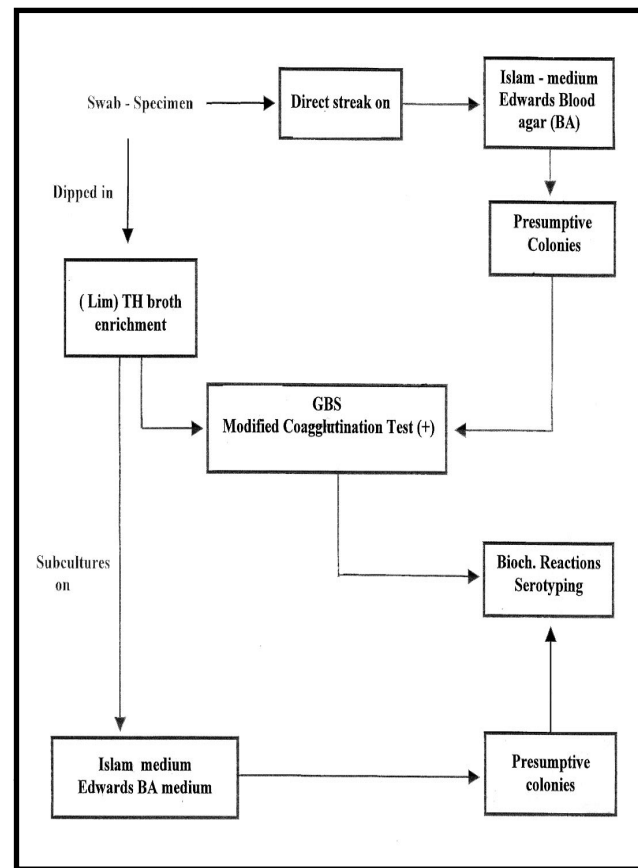 Swab - Specimen
Direct streak on
Islam - medium
Edwards Blood
agar (BA)
Dipped in
Presumptive
Colonies
( Lim) TH broth
enrichment
GBS
Modified Coagglutination Test (+)
Subcultures
on
Bioch. Reactions
Serotyping
Islam medium
Edwards BA medium
Presumptive
colonies